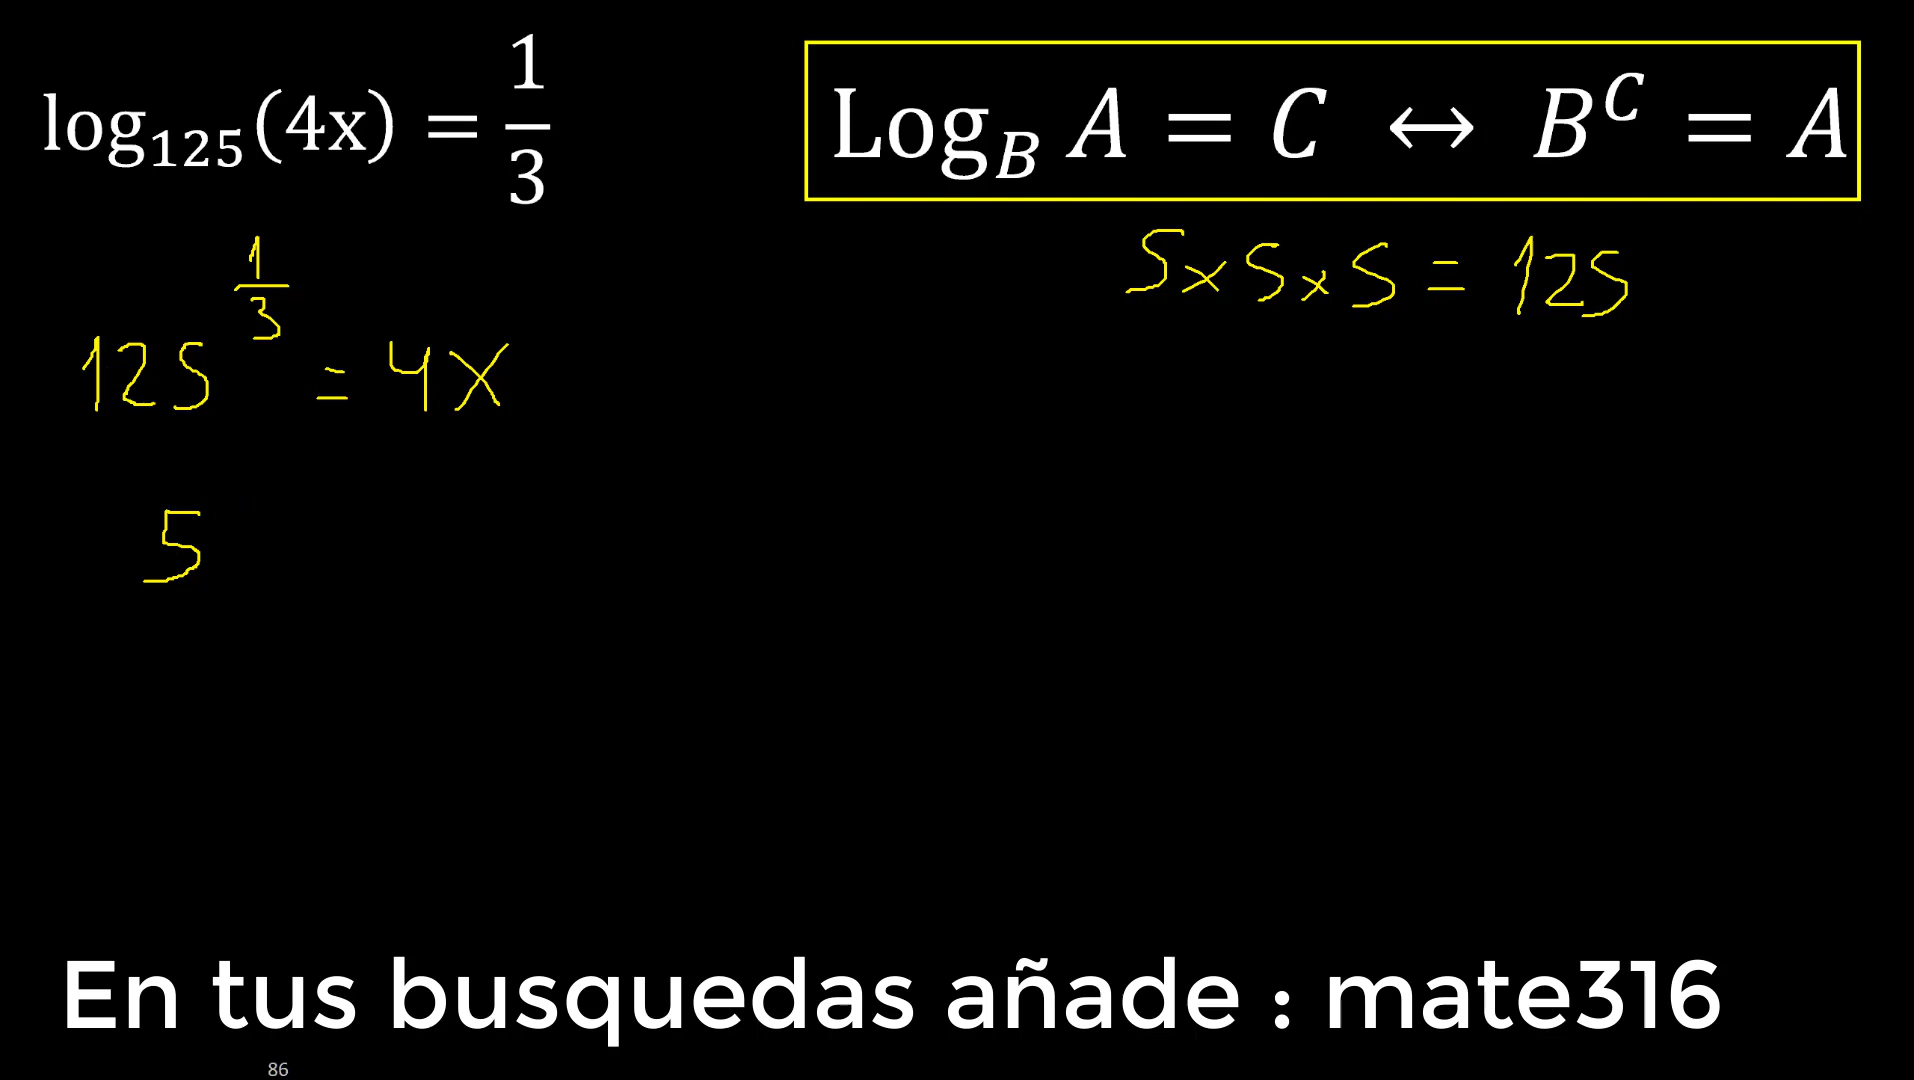 log₁₂₅(4x) = 1/3
Log_B A = C ↔ B^C = A
5 x 5 x 5 = 125
125^(1/3) = 4X
5
En tus busquedas añade : mate316
86